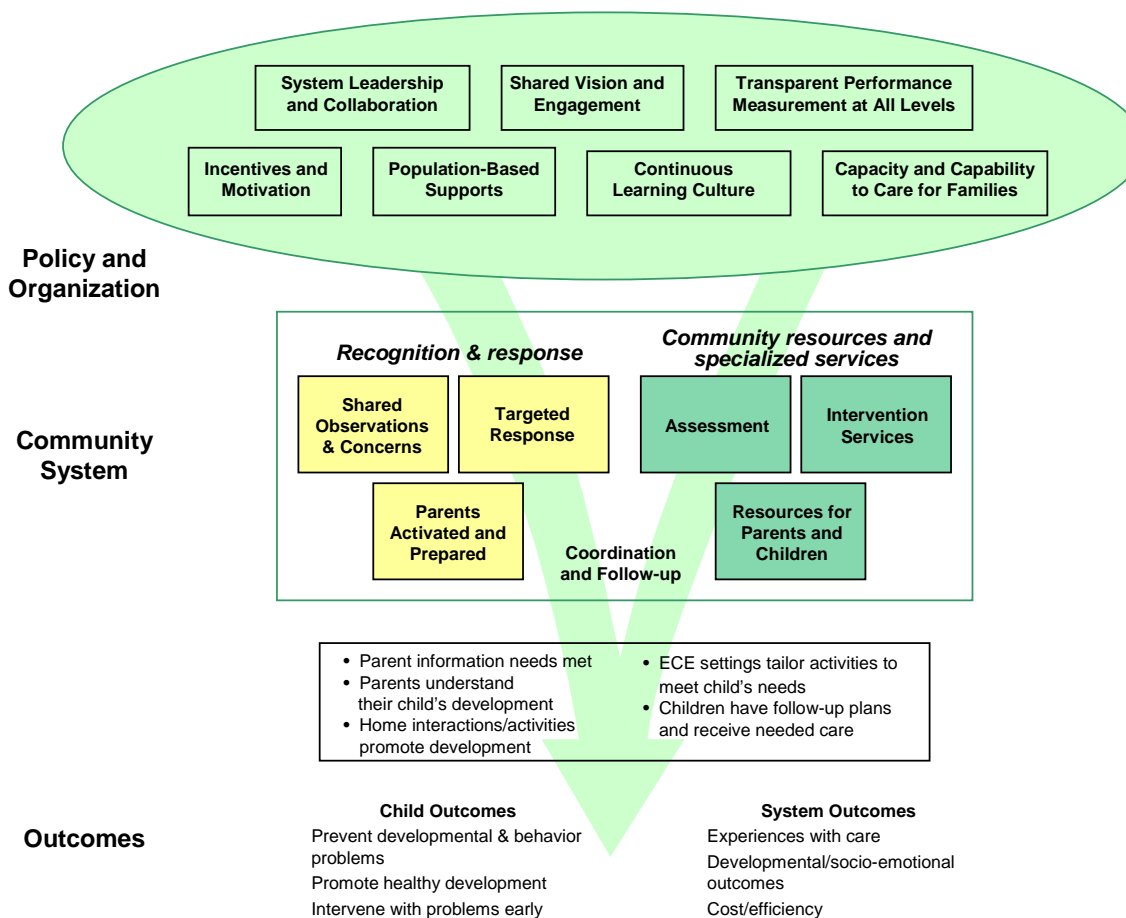 System Leadership
and Collaboration
Shared Vision and
Engagement
Transparent Performance
Measurement at All Levels
Incentives and
Motivation
Population-Based
Supports
Continuous
Learning Culture
Capacity and Capability
to Care for Families
Policy and
Organization
Recognition & response
Community resources and
specialized services
Shared
Observations
& Concerns
Targeted
Response
Assessment
Intervention
Services
Community
System
Parents
Activated and
Prepared
Resources for
Parents and
Children
Coordination
and Follow-up
• Parent information needs met
• Parents understand
their child’s development
• Home interactions/activities
promote development
• ECE settings tailor activities to
meet child’s needs
• Children have follow-up plans
and receive needed care
Outcomes
Child Outcomes
Prevent developmental & behavior
problems
Promote healthy development
Intervene with problems early
System Outcomes
Experiences with care
Developmental/socio-emotional
outcomes
Cost/efficiency